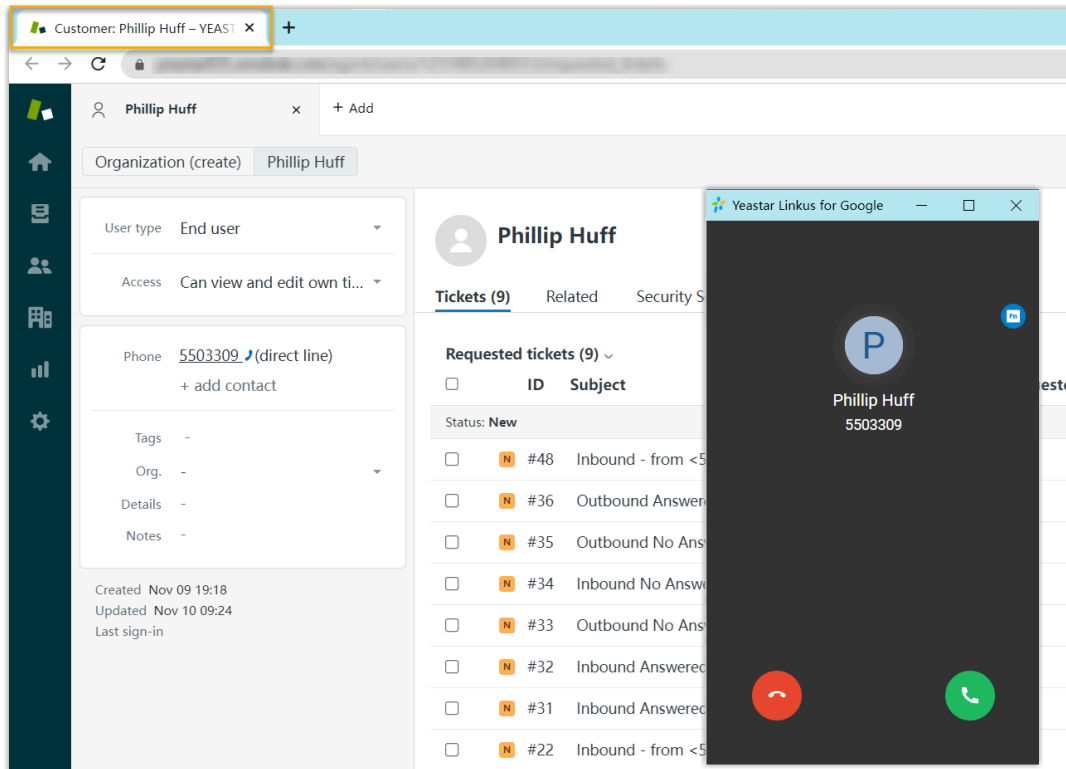 Customer: Phillip Huff – YEAST
Phillip Huff
+ Add
Organization (create) Phillip Huff
User type End user
Access Can view and edit own ti...
Phone 5503309 (direct line)
+ add contact
Tags -
Org. -
Details -
Notes -
Created Nov 09 19:18
Updated Nov 10 09:24
Last sign-in
Phillip Huff
Tickets (9) Related Security S
Requested tickets (9)
ID Subject
Status: New
N #48 Inbound - from <5
N #36 Outbound Answer
N #35 Outbound No Ans
N #34 Inbound No Answ
N #33 Outbound No Ans
N #32 Inbound Answered
N #31 Inbound Answered
N #22 Inbound - from <5
Yeastar Linkus for Google
P
Phillip Huff
5503309